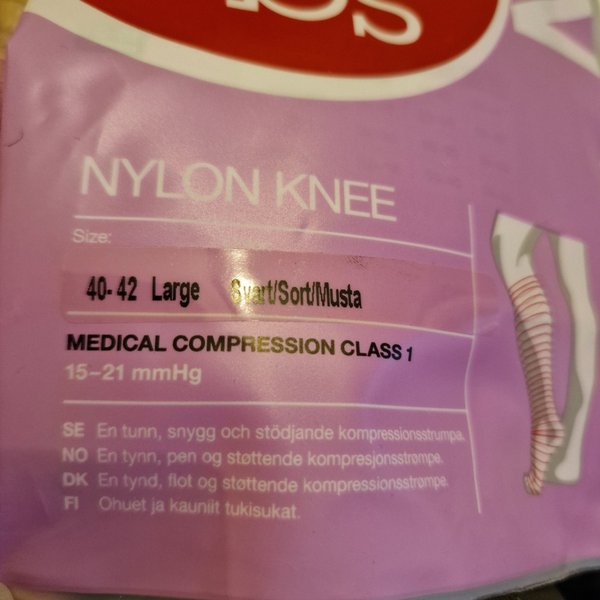 NYLON KNEE
Size:
40-42 Large Svart/Sort/Musta
MEDICAL COMPRESSION CLASS 1
15–21 mmHg
SE En tunn, snygg och stödjande kompressionsstrumpa.
NO En tynn, pen og støttende kompresjonsstrømpe.
DK En tynd, flot og støttende kompressionsstrømpe.
FI Ohuet ja kauniit tukisukat.